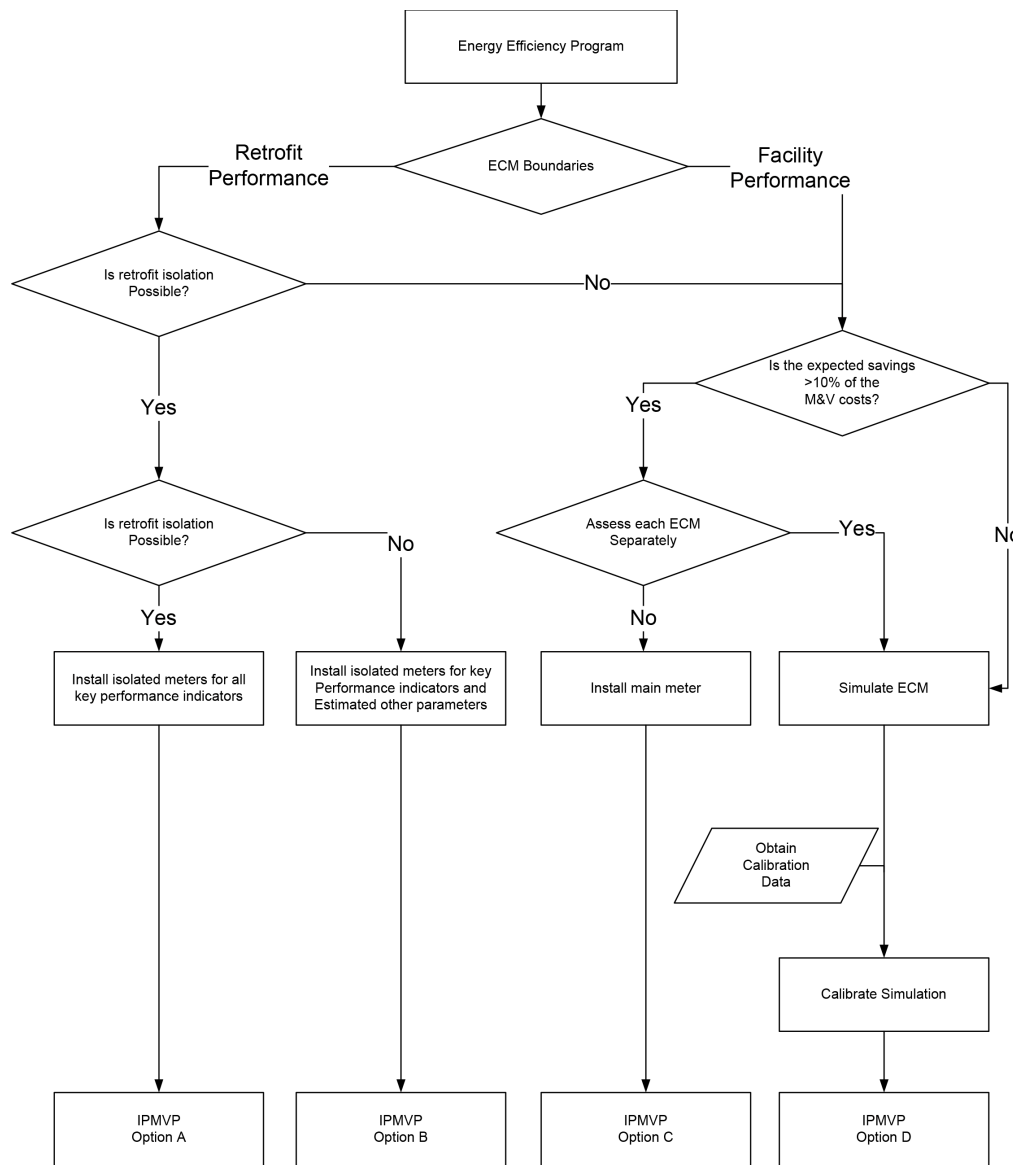 Energy Efficiency Program
ECM Boundaries
Retrofit
Performance
Facility
Performance
Is retrofit isolation
Possible?
No
Is the expected savings
>10% of the
M&V costs?
Yes
Yes
No
Is retrofit isolation
Possible?
Assess each ECM
Separately
No
Yes
Yes
No
Install isolated meters for all
key performance indicators
Install isolated meters for key
Performance indicators and
Estimated other parameters
Install main meter
Simulate ECM
Obtain
Calibration
Data
Calibrate Simulation
IPMVP
Option A
IPMVP
Option B
IPMVP
Option C
IPMVP
Option D